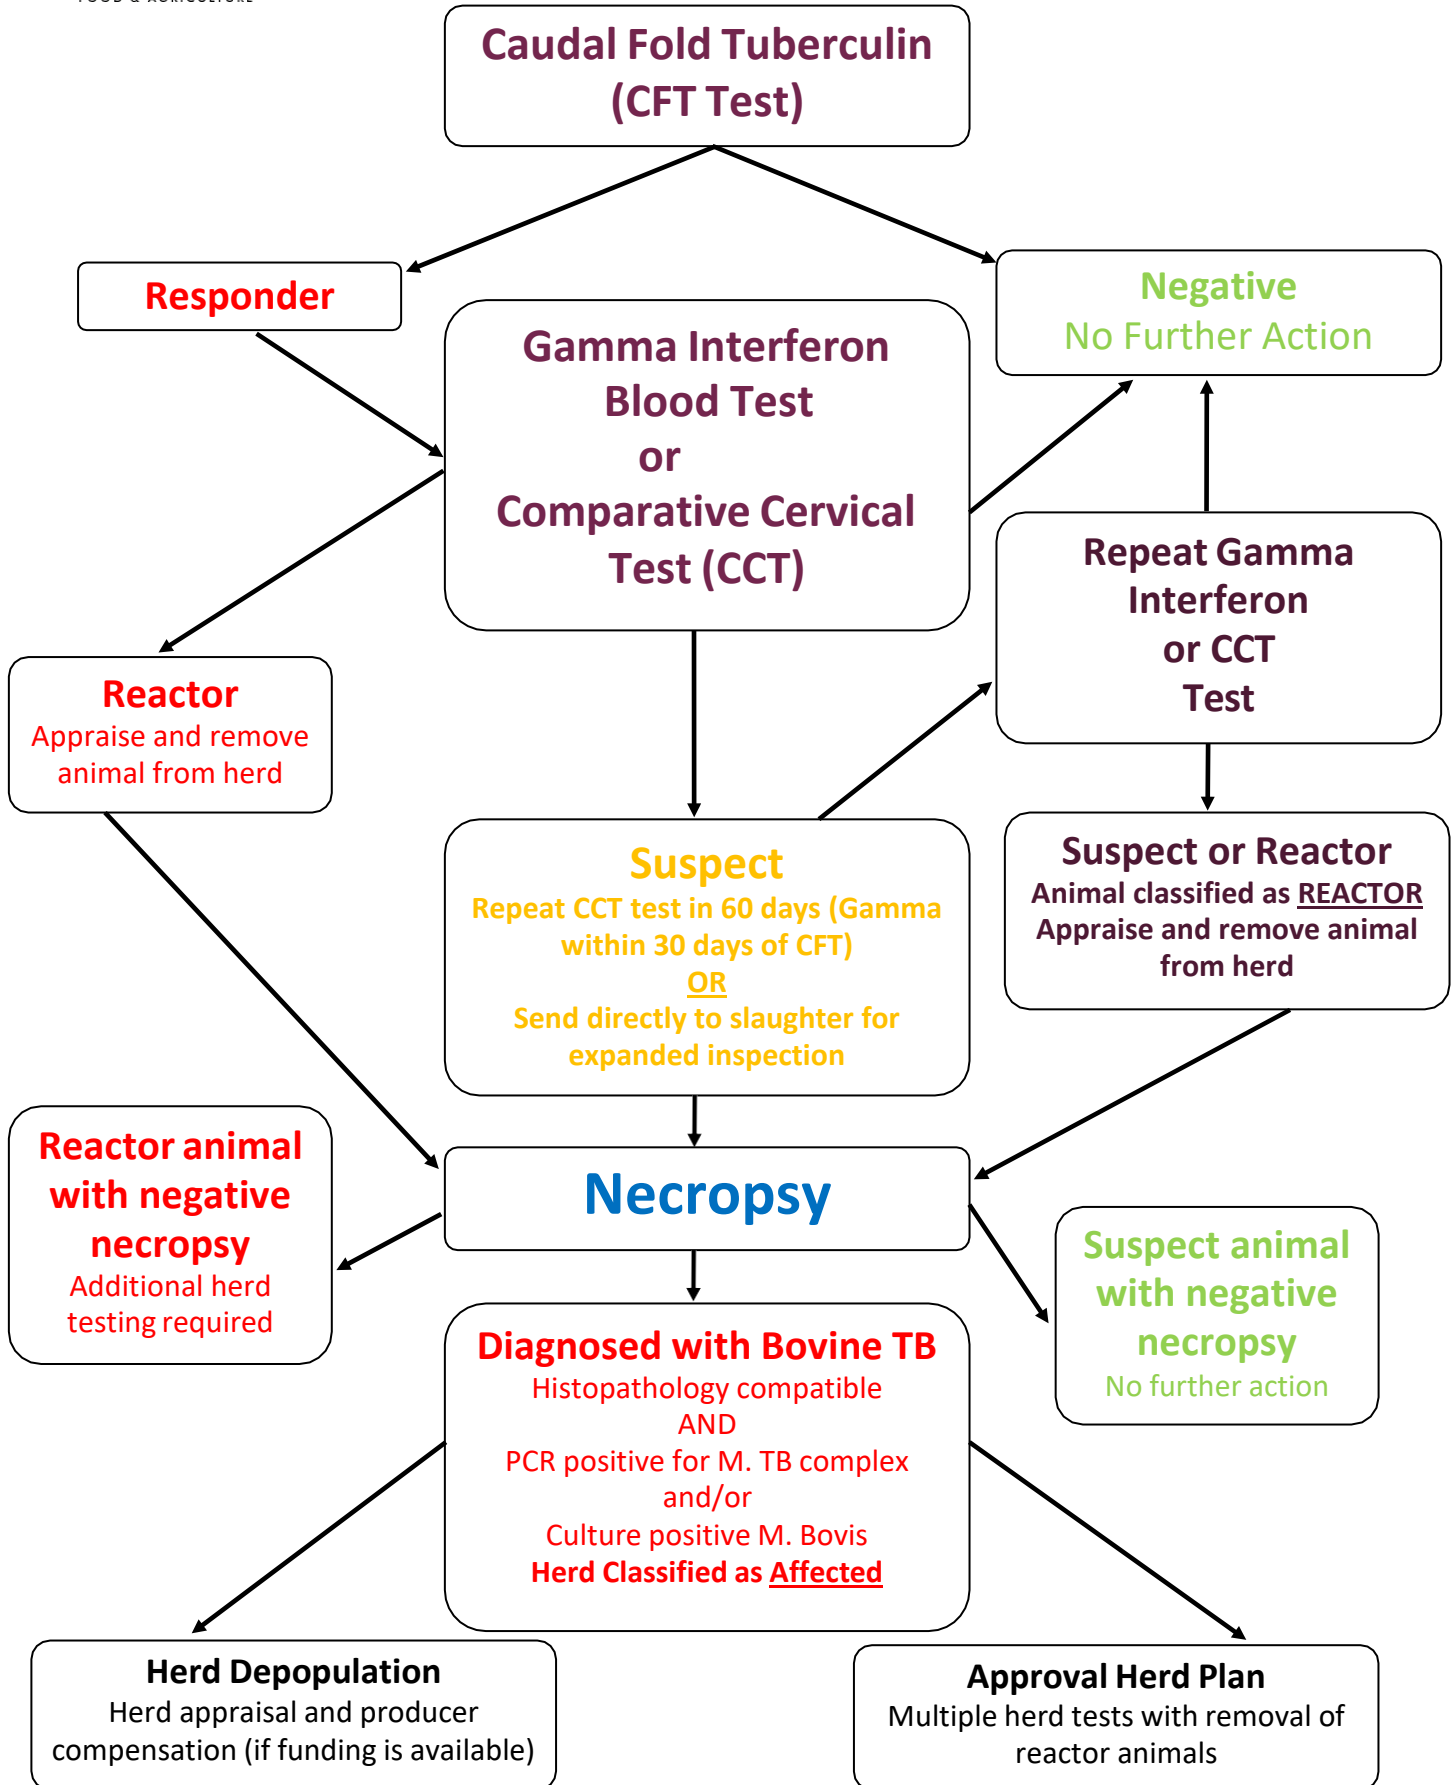 FOOD & AGRICULTURE
Caudal Fold Tuberculin
(CFT Test)
Responder
Negative
No Further Action
Gamma Interferon
Blood Test
or
Comparative Cervical
Test (CCT)
Repeat Gamma
Interferon
or CCT
Test
Reactor
Appraise and remove
animal from herd
Suspect
Repeat CCT test in 60 days (Gamma
within 30 days of CFT)
OR
Send directly to slaughter for
expanded inspection
Suspect or Reactor
Animal classified as REACTOR
Appraise and remove animal
from herd
Reactor animal
with negative
necropsy
Additional herd
testing required
Necropsy
Suspect animal
with negative
necropsy
No further action
Diagnosed with Bovine TB
Histopathology compatible
AND
PCR positive for M. TB complex
and/or
Culture positive M. Bovis
Herd Classified as Affected
Herd Depopulation
Herd appraisal and producer
compensation (if funding is available)
Approval Herd Plan
Multiple herd tests with removal of
reactor animals